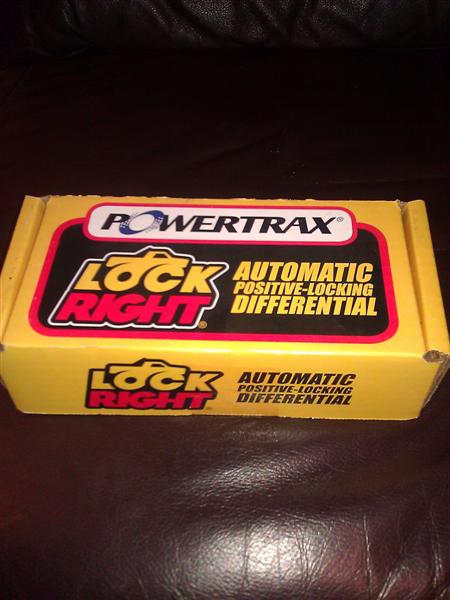 POWERTRAX®
LOCK
RIGHT®
AUTOMATIC
POSITIVE-LOCKING
DIFFERENTIAL
LOCK
RIGHT
AUTOMATIC
POSITIVE-LOCKING
DIFFERENTIAL